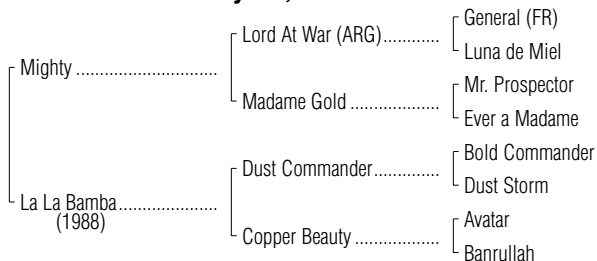 General (FR)
Lord At War (ARG)............
Luna de Miel
Mighty ..............................
Mr. Prospector
Madame Gold ...................
Ever a Madame
Bold Commander
Dust Commander..............
Dust Storm
La La Bamba.....................
(1988)
Avatar
Copper Beauty ..................
Banrullah